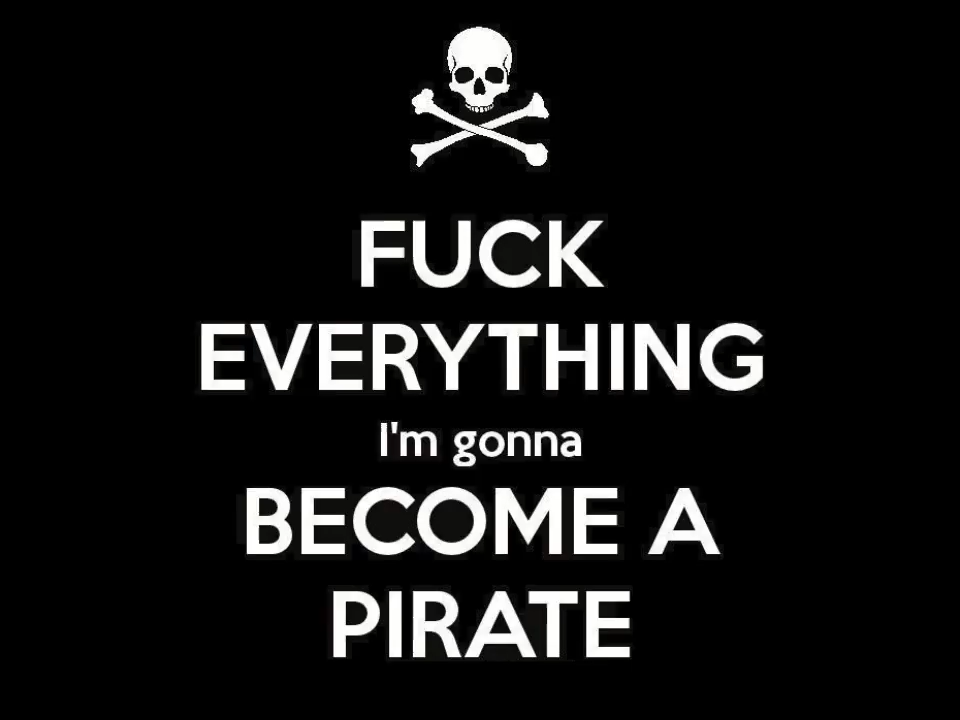 FUCK
EVERYTHING
I'm gonna
BECOME A
PIRATE